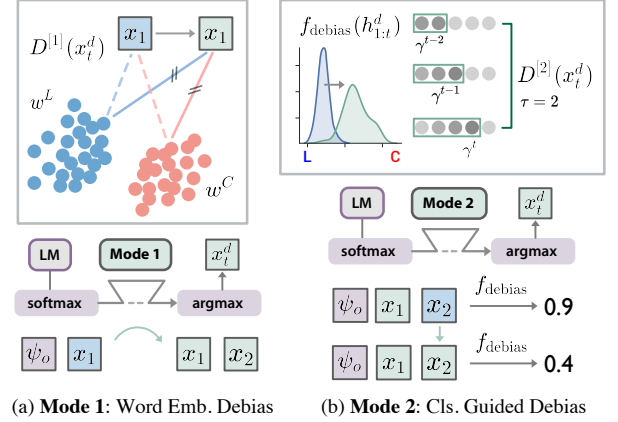 x_1 x_1
D^{[1]}(x_t^d)
w^L
w^C
LM Mode 1 x_t^d
softmax argmax
ψ_o x_1 x_1 x_2
(a) Mode 1: Word Emb. Debias
f_debias(h_{1:t}^d)
γ^{t-2}
γ^{t-1}
D^{[2]}(x_t^d)
τ = 2
γ^t
L C
LM Mode 2 x_t^d
softmax argmax
ψ_o x_1 x_2 f_debias 0.9
ψ_o x_1 x_2 f_debias 0.4
(b) Mode 2: Cls. Guided Debias